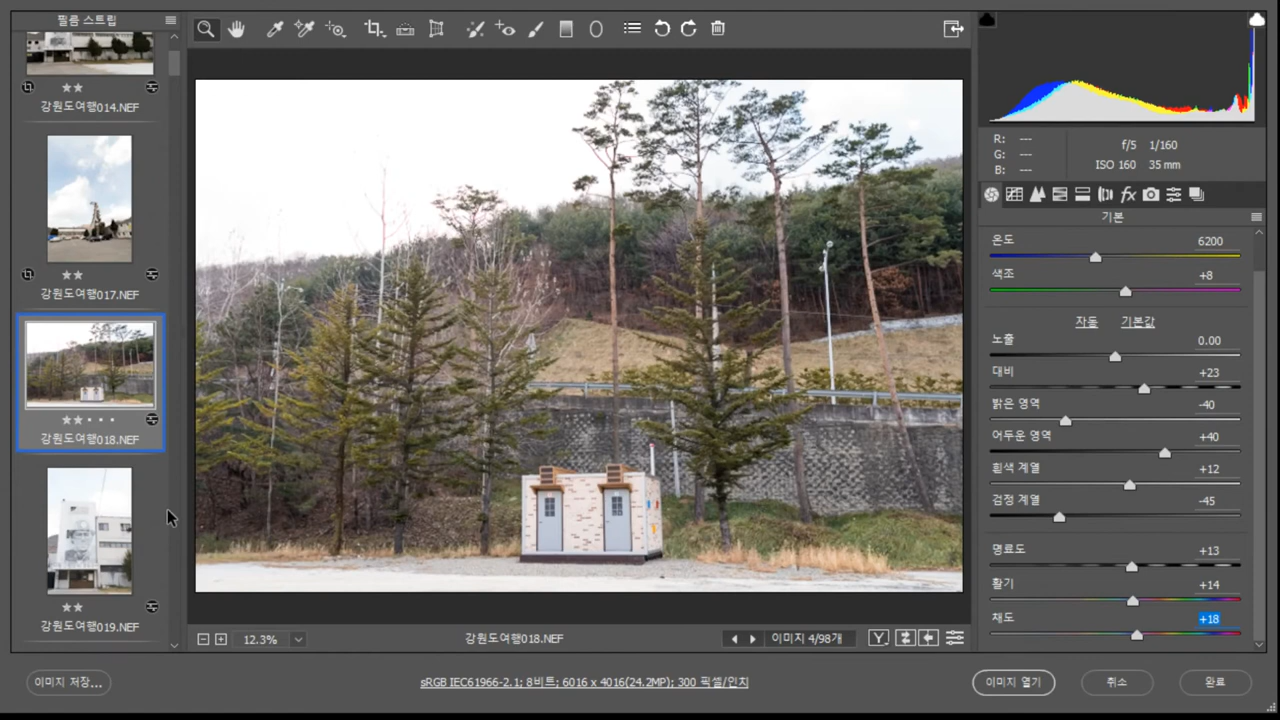 필름 스트립
강원도여행014.NEF
강원도여행017.NEF
강원도여행018.NEF
강원도여행019.NEF
12.3%
강원도여행018.NEF
이미지 4/98개
Y
R: ---
G: ---
B: ---
f/5 1/160
ISO 160 35 mm
fx
기본
온도 6200
색조 +8
자동 기본값
노출 0.00
대비 +23
밝은 영역 -40
어두운 영역 +40
흰색 계열 +12
검정 계열 -45
명료도 +13
활기 +14
채도 +18
이미지 저장...
sRGB IEC61966-2.1; 8비트; 6016 x 4016(24.2MP); 300 픽셀/인치
이미지 열기
취소
완료